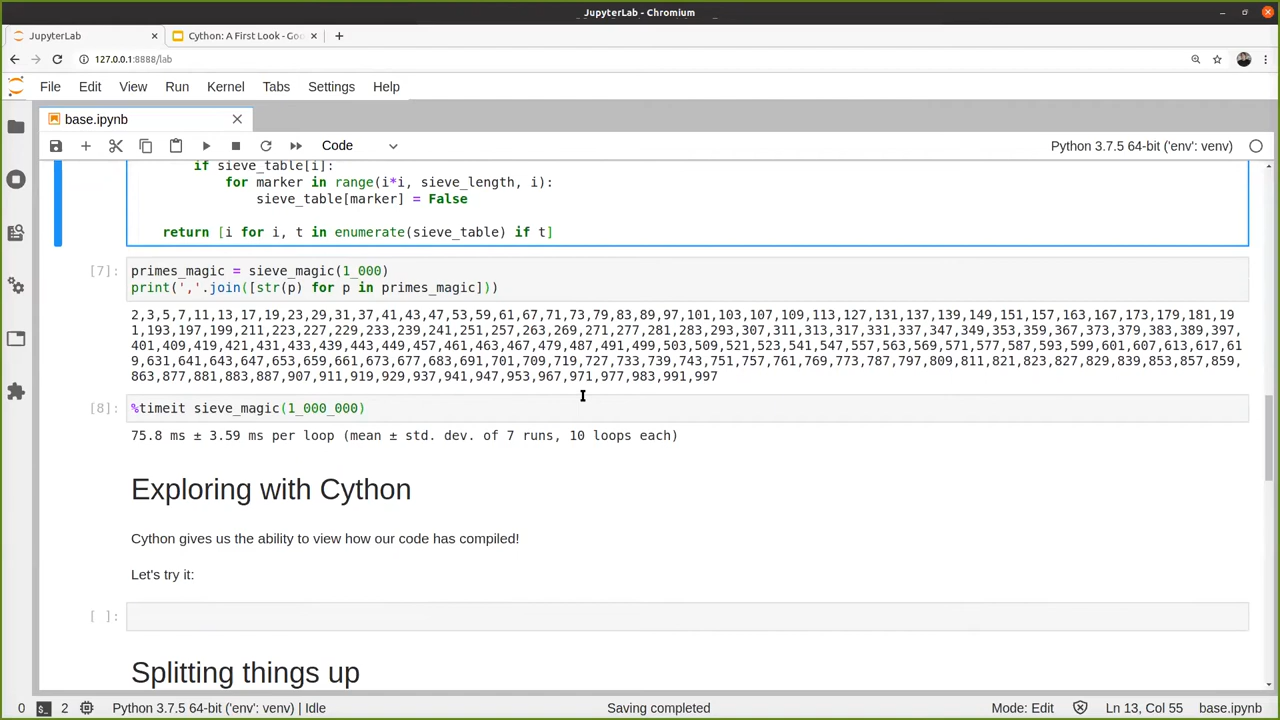 JupyterLab - Chromium
JupyterLab
Cython: A First Look - Goo
127.0.0.1:8888/lab
File Edit View Run Kernel Tabs Settings Help
base.ipynb
Code
Python 3.7.5 64-bit ('env': venv)
if sieve_table[i]:
for marker in range(i*i, sieve_length, i):
sieve_table[marker] = False
return [i for i, t in enumerate(sieve_table) if t]
[7]: primes_magic = sieve_magic(1_000)
print(','.join([str(p) for p in primes_magic]))
2,3,5,7,11,13,17,19,23,29,31,37,41,43,47,53,59,61,67,71,73,79,83,89,97,101,103,107,109,113,127,131,137,139,149,151,157,163,167,173,179,181,19
1,193,197,199,211,223,227,229,233,239,241,251,257,263,269,271,277,281,283,293,307,311,313,317,331,337,347,349,353,359,367,373,379,383,389,397,
401,409,419,421,431,433,439,443,449,457,461,463,467,479,487,491,499,503,509,521,523,541,547,557,563,569,571,577,587,593,599,601,607,613,617,61
9,631,641,643,647,653,659,661,673,677,683,691,701,709,719,727,733,739,743,751,757,761,769,773,787,797,809,811,821,823,827,829,839,853,857,859,
863,877,881,883,887,907,911,919,929,937,941,947,953,967,971,977,983,991,997
[8]: %timeit sieve_magic(1_000_000)
75.8 ms ± 3.59 ms per loop (mean ± std. dev. of 7 runs, 10 loops each)
Exploring with Cython
Cython gives us the ability to view how our code has compiled!
Let's try it:
[ ]:
Splitting things up
0 2 Python 3.7.5 64-bit ('env': venv) | Idle Saving completed Mode: Edit Ln 13, Col 55 base.ipynb